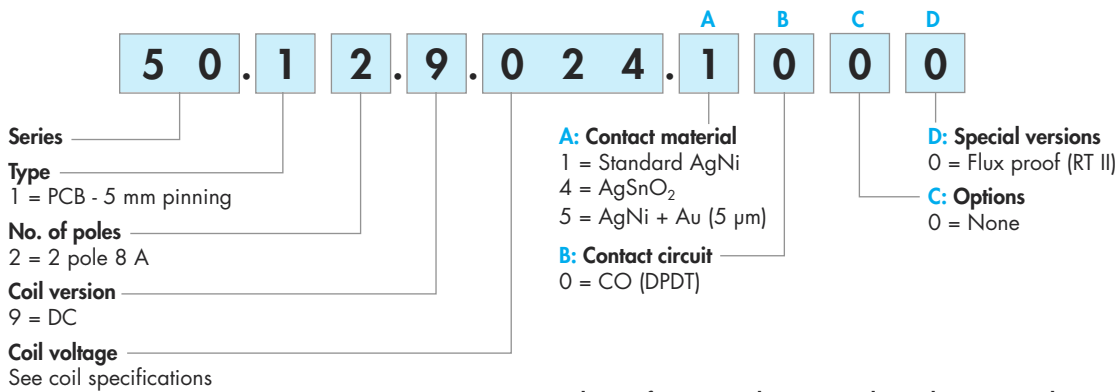 A B C D
5 0 . 1 2 . 9 . 0 2 4 . 1 0 0 0
Series
Type
1 = PCB - 5 mm pinning
No. of poles
2 = 2 pole 8 A
Coil version
9 = DC
Coil voltage
See coil specifications
A: Contact material
1 = Standard AgNi
4 = AgSnO₂
5 = AgNi + Au (5 µm)
B: Contact circuit
0 = CO (DPDT)
D: Special versions
0 = Flux proof (RT II)
C: Options
0 = None